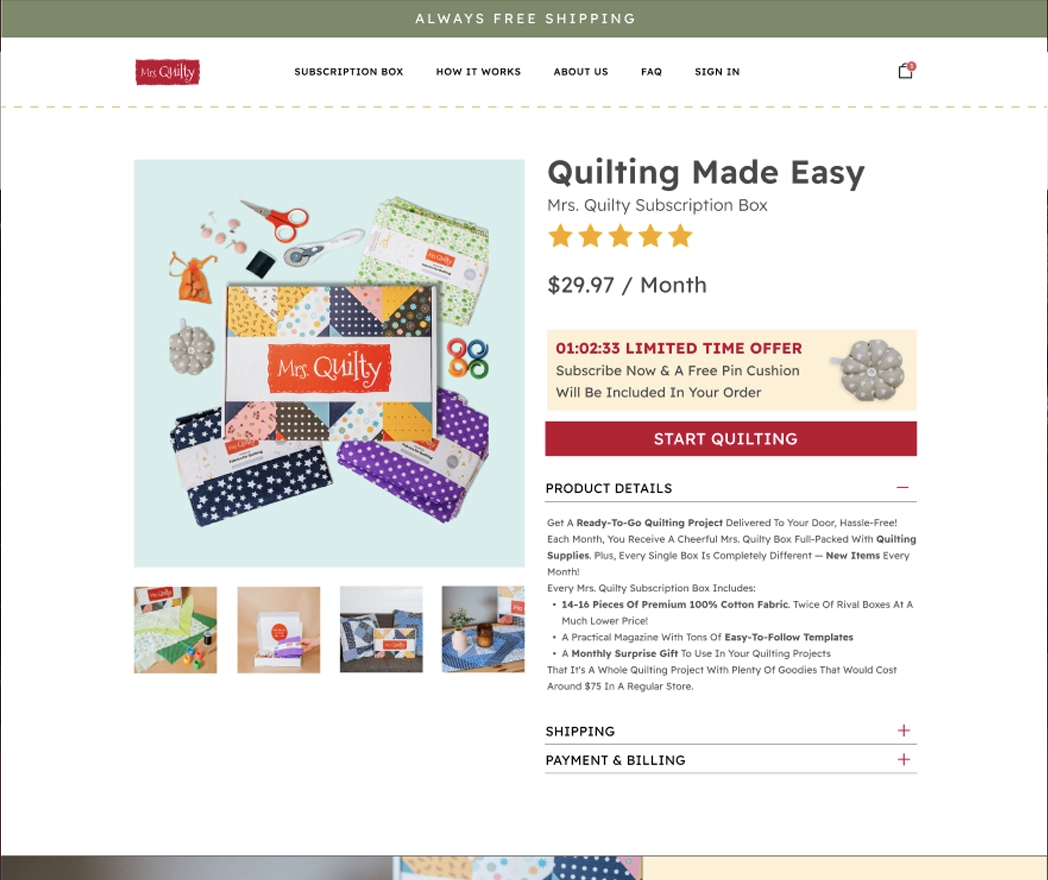 ALWAYS FREE SHIPPING
Mrs. Quilty
SUBSCRIPTION BOX
HOW IT WORKS
ABOUT US
FAQ
SIGN IN
1
Quilting Made Easy
Mrs. Quilty Subscription Box
$29.97 / Month
01:02:33 LIMITED TIME OFFER
Subscribe Now & A Free Pin Cushion
Will Be Included In Your Order
START QUILTING
Mrs. Quilty
Mrs. Quilty
Mrs. Quilty
Mrs. Quilty
PRODUCT DETAILS
Get A Ready-To-Go Quilting Project Delivered To Your Door, Hassle-Free!
Each Month, You Receive A Cheerful Mrs. Quilty Box Full-Packed With Quilting
Supplies. Plus, Every Single Box Is Completely Different — New Items Every
Month!
Every Mrs. Quilty Subscription Box Includes:
• 14-16 Pieces Of Premium 100% Cotton Fabric. Twice Of Rival Boxes At A
Much Lower Price!
• A Practical Magazine With Tons Of Easy-To-Follow Templates
• A Monthly Surprise Gift To Use In Your Quilting Projects
That It's A Whole Quilting Project With Plenty Of Goodies That Would Cost
Around $75 In A Regular Store.
SHIPPING
PAYMENT & BILLING